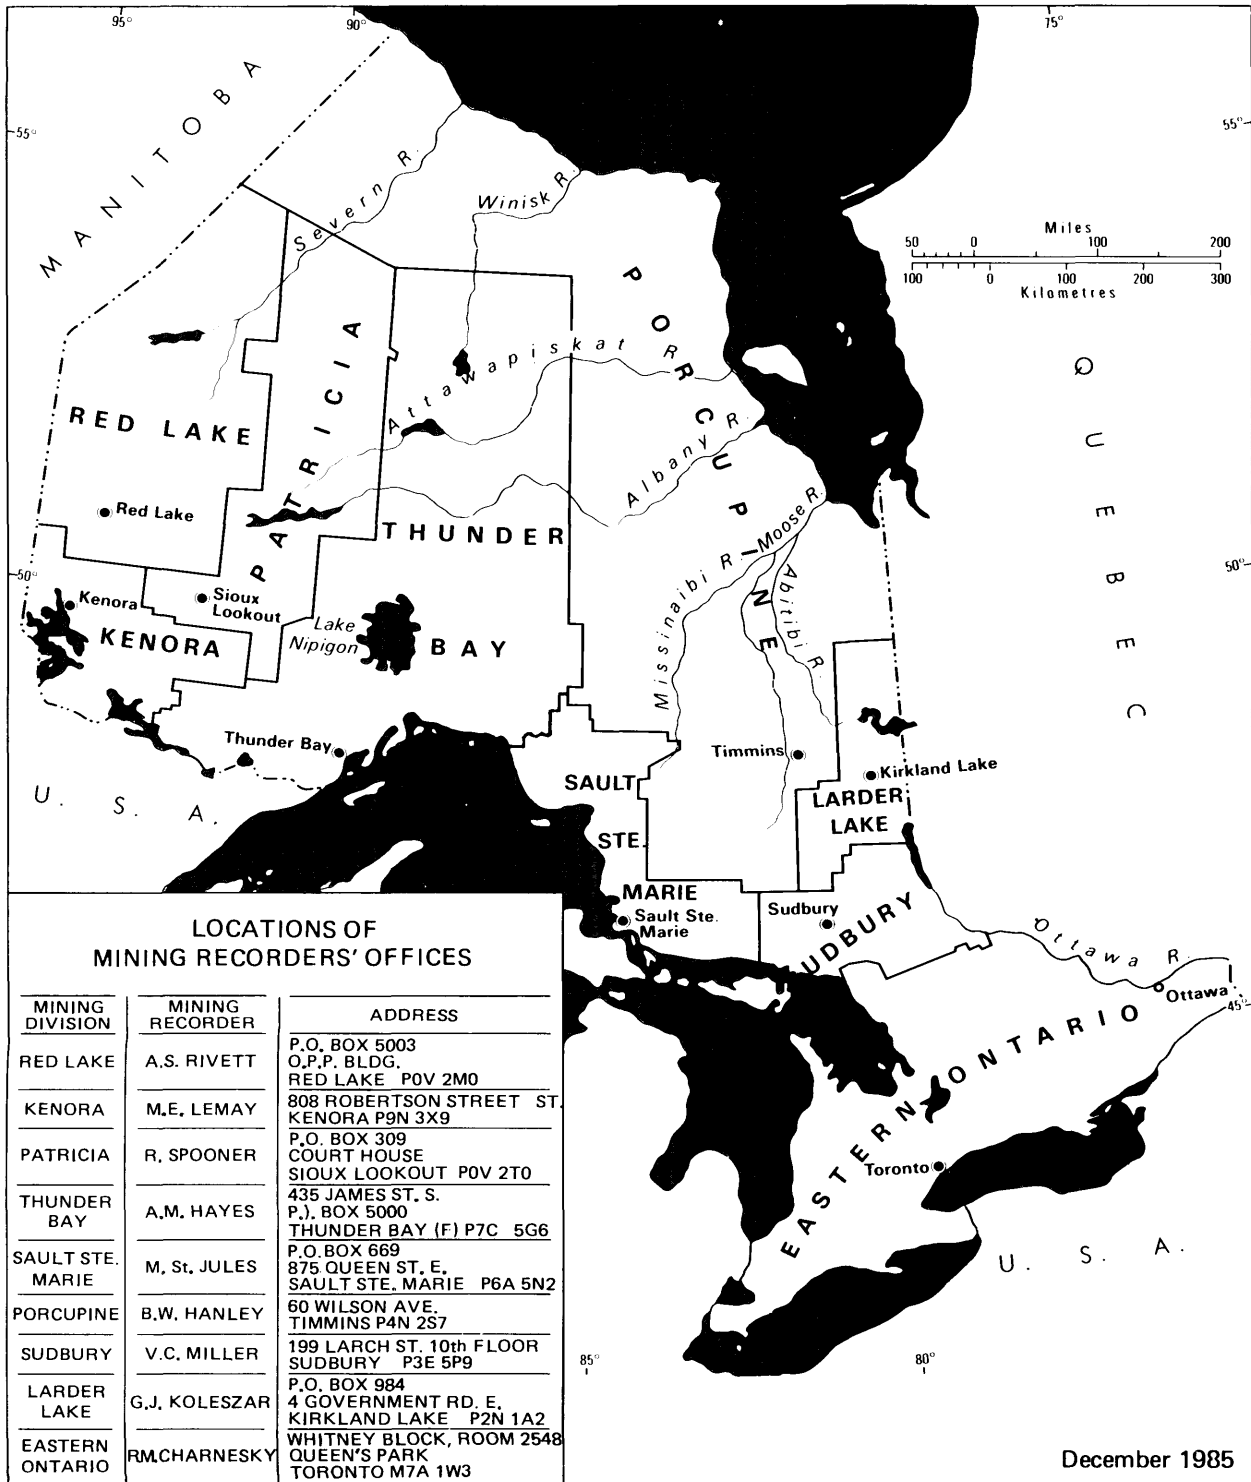 95°
90°
75°
55°
55°
MANITOBA
Severn R.
Winisk R.
Miles
50 0 100 200
100 0 100 200 300
Kilometres
PORCUPINE
PATRICIA
Attawapiskat R.
QUEBEC
RED LAKE
Albany R.
Red Lake
THUNDER
Moose R.
50°
50°
Missinaibi R.
Abitibi R.
Kenora
Sioux
Lookout
Lake
Nipigon
KENORA
BAY
Thunder Bay
Timmins
Kirkland Lake
SAULT
LARDER
LAKE
U. S. A.
STE.
MARIE
Sault Ste.
Marie
Sudbury
SUDBURY
Ottawa R.
Ottawa
45°
EASTERN ONTARIO
Toronto
U. S. A.
85°
80°
LOCATIONS OF
MINING RECORDERS' OFFICES
MINING
DIVISION
MINING
RECORDER
ADDRESS
RED LAKE
A.S. RIVETT
P.O. BOX 5003
O.P.P. BLDG.
RED LAKE P0V 2M0
KENORA
M.E. LEMAY
808 ROBERTSON STREET ST.
KENORA P9N 3X9
PATRICIA
R. SPOONER
P.O. BOX 309
COURT HOUSE
SIOUX LOOKOUT P0V 2T0
THUNDER
BAY
A.M. HAYES
435 JAMES ST. S.
P.). BOX 5000
THUNDER BAY (F) P7C 5G6
SAULT STE.
MARIE
M. St. JULES
P.O.BOX 669
875 QUEEN ST. E.
SAULT STE. MARIE P6A 5N2
PORCUPINE
B.W. HANLEY
60 WILSON AVE.
TIMMINS P4N 2S7
SUDBURY
V.C. MILLER
199 LARCH ST. 10th FLOOR
SUDBURY P3E 5P9
LARDER
LAKE
G.J. KOLESZAR
P.O. BOX 984
4 GOVERNMENT RD. E.
KIRKLAND LAKE P2N 1A2
EASTERN
ONTARIO
RM.CHARNESKY
WHITNEY BLOCK, ROOM 2548
QUEEN'S PARK
TORONTO M7A 1W3
December 1985